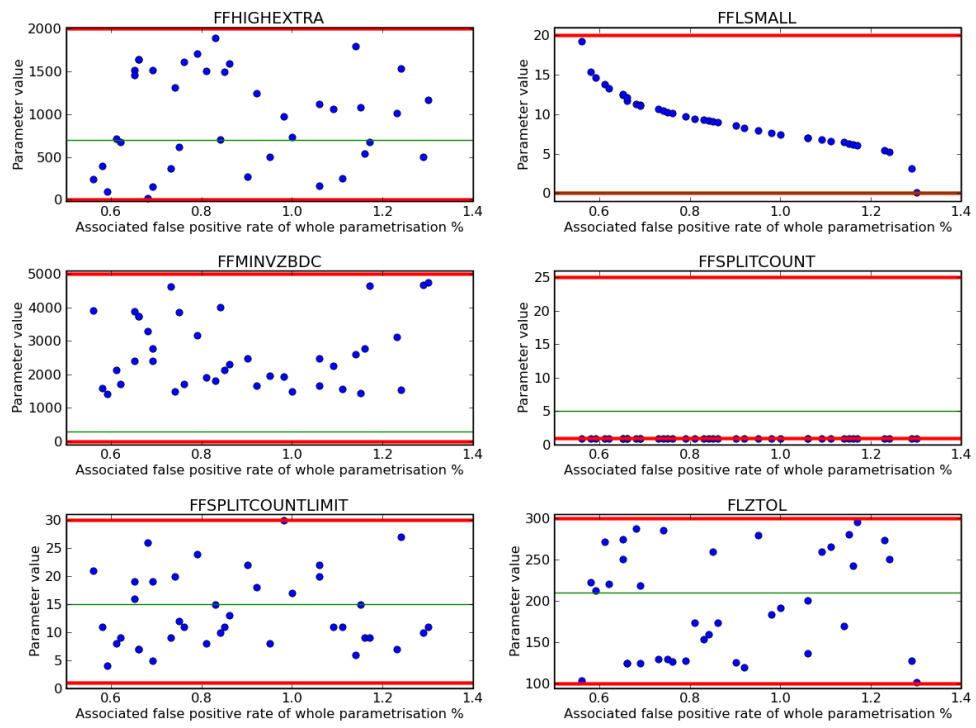 FFHIGHEXTRA
Parameter value
2000
1500
1000
500
0
0.6 0.8 1.0 1.2 1.4
Associated false positive rate of whole parametrisation %
FFLSMALL
Parameter value
20
15
10
5
0
0.6 0.8 1.0 1.2 1.4
Associated false positive rate of whole parametrisation %
FFMINVZBDC
Parameter value
5000
4000
3000
2000
1000
0
0.6 0.8 1.0 1.2 1.4
Associated false positive rate of whole parametrisation %
FFSPLITCOUNT
Parameter value
25
20
15
10
5
0
0.6 0.8 1.0 1.2 1.4
Associated false positive rate of whole parametrisation %
FFSPLITCOUNTLIMIT
Parameter value
30
25
20
15
10
5
0
0.6 0.8 1.0 1.2 1.4
Associated false positive rate of whole parametrisation %
FLZTOL
Parameter value
300
250
200
150
100
0.6 0.8 1.0 1.2 1.4
Associated false positive rate of whole parametrisation %